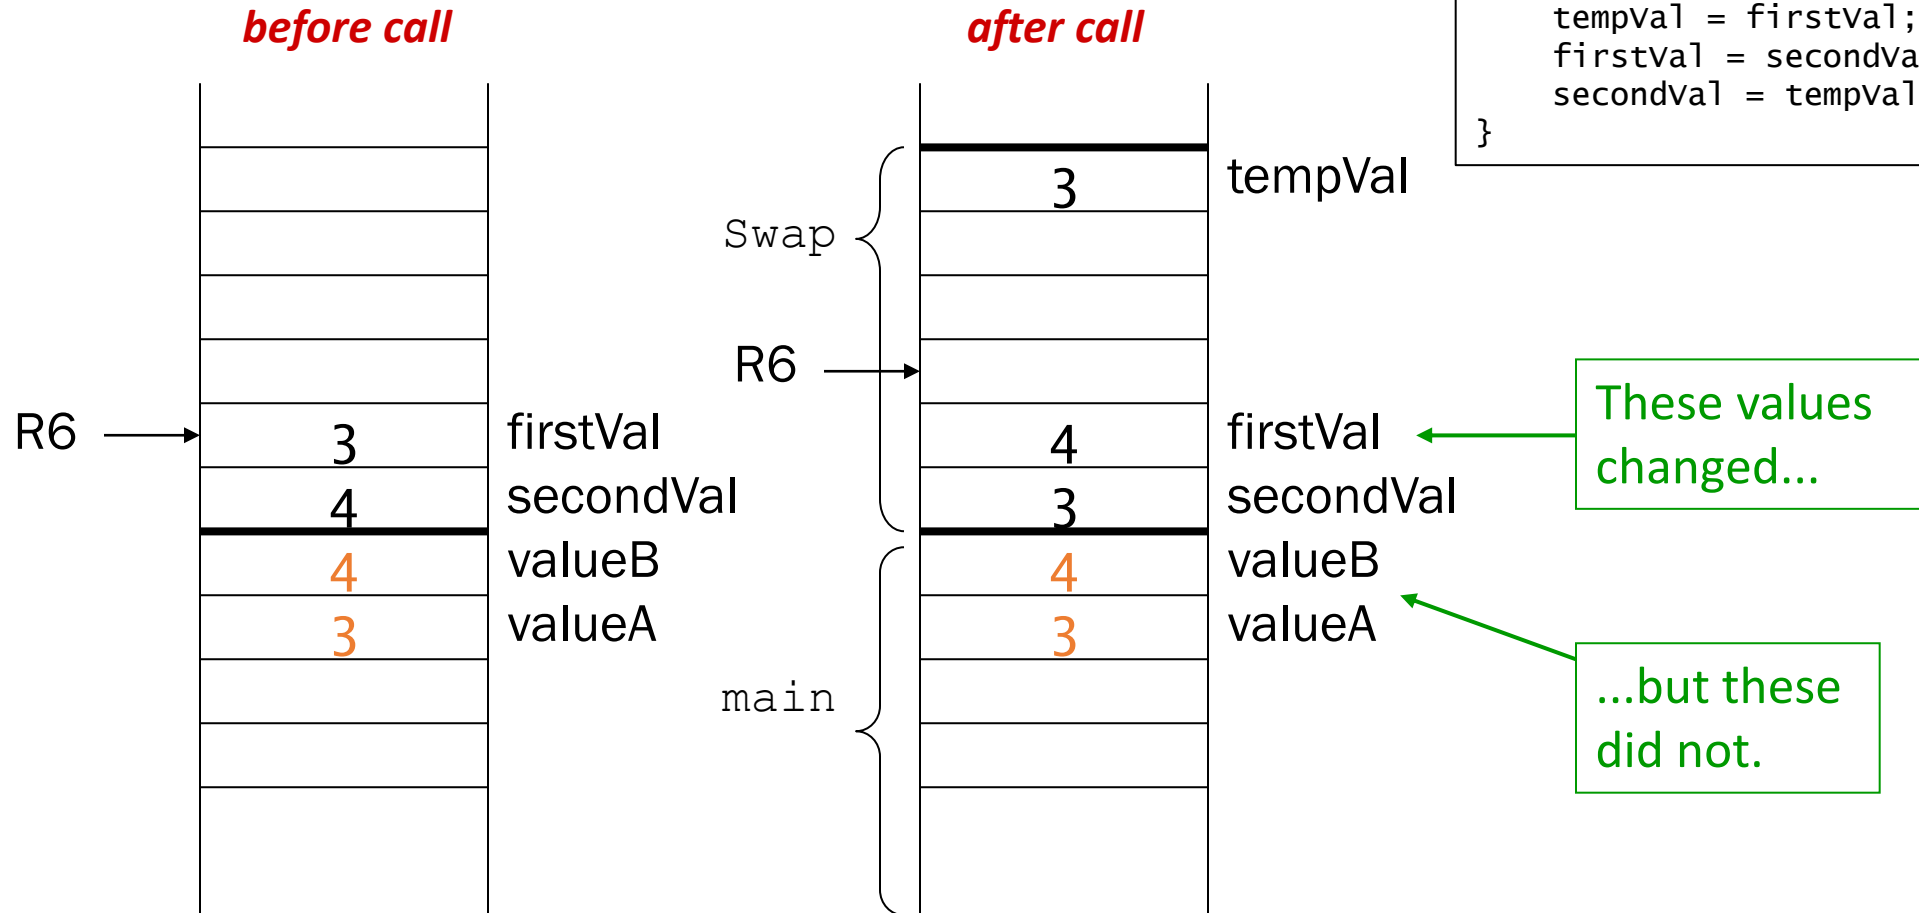 before call
after call
tempVal = firstVal;
firstVal = secondVa
secondVal = tempVal
}
3
tempVal
Swap
R6
R6
3
firstVal
4
firstVal
These values
changed...
4
secondVal
3
secondVal
4
valueB
4
valueB
3
valueA
3
valueA
main
...but these
did not.